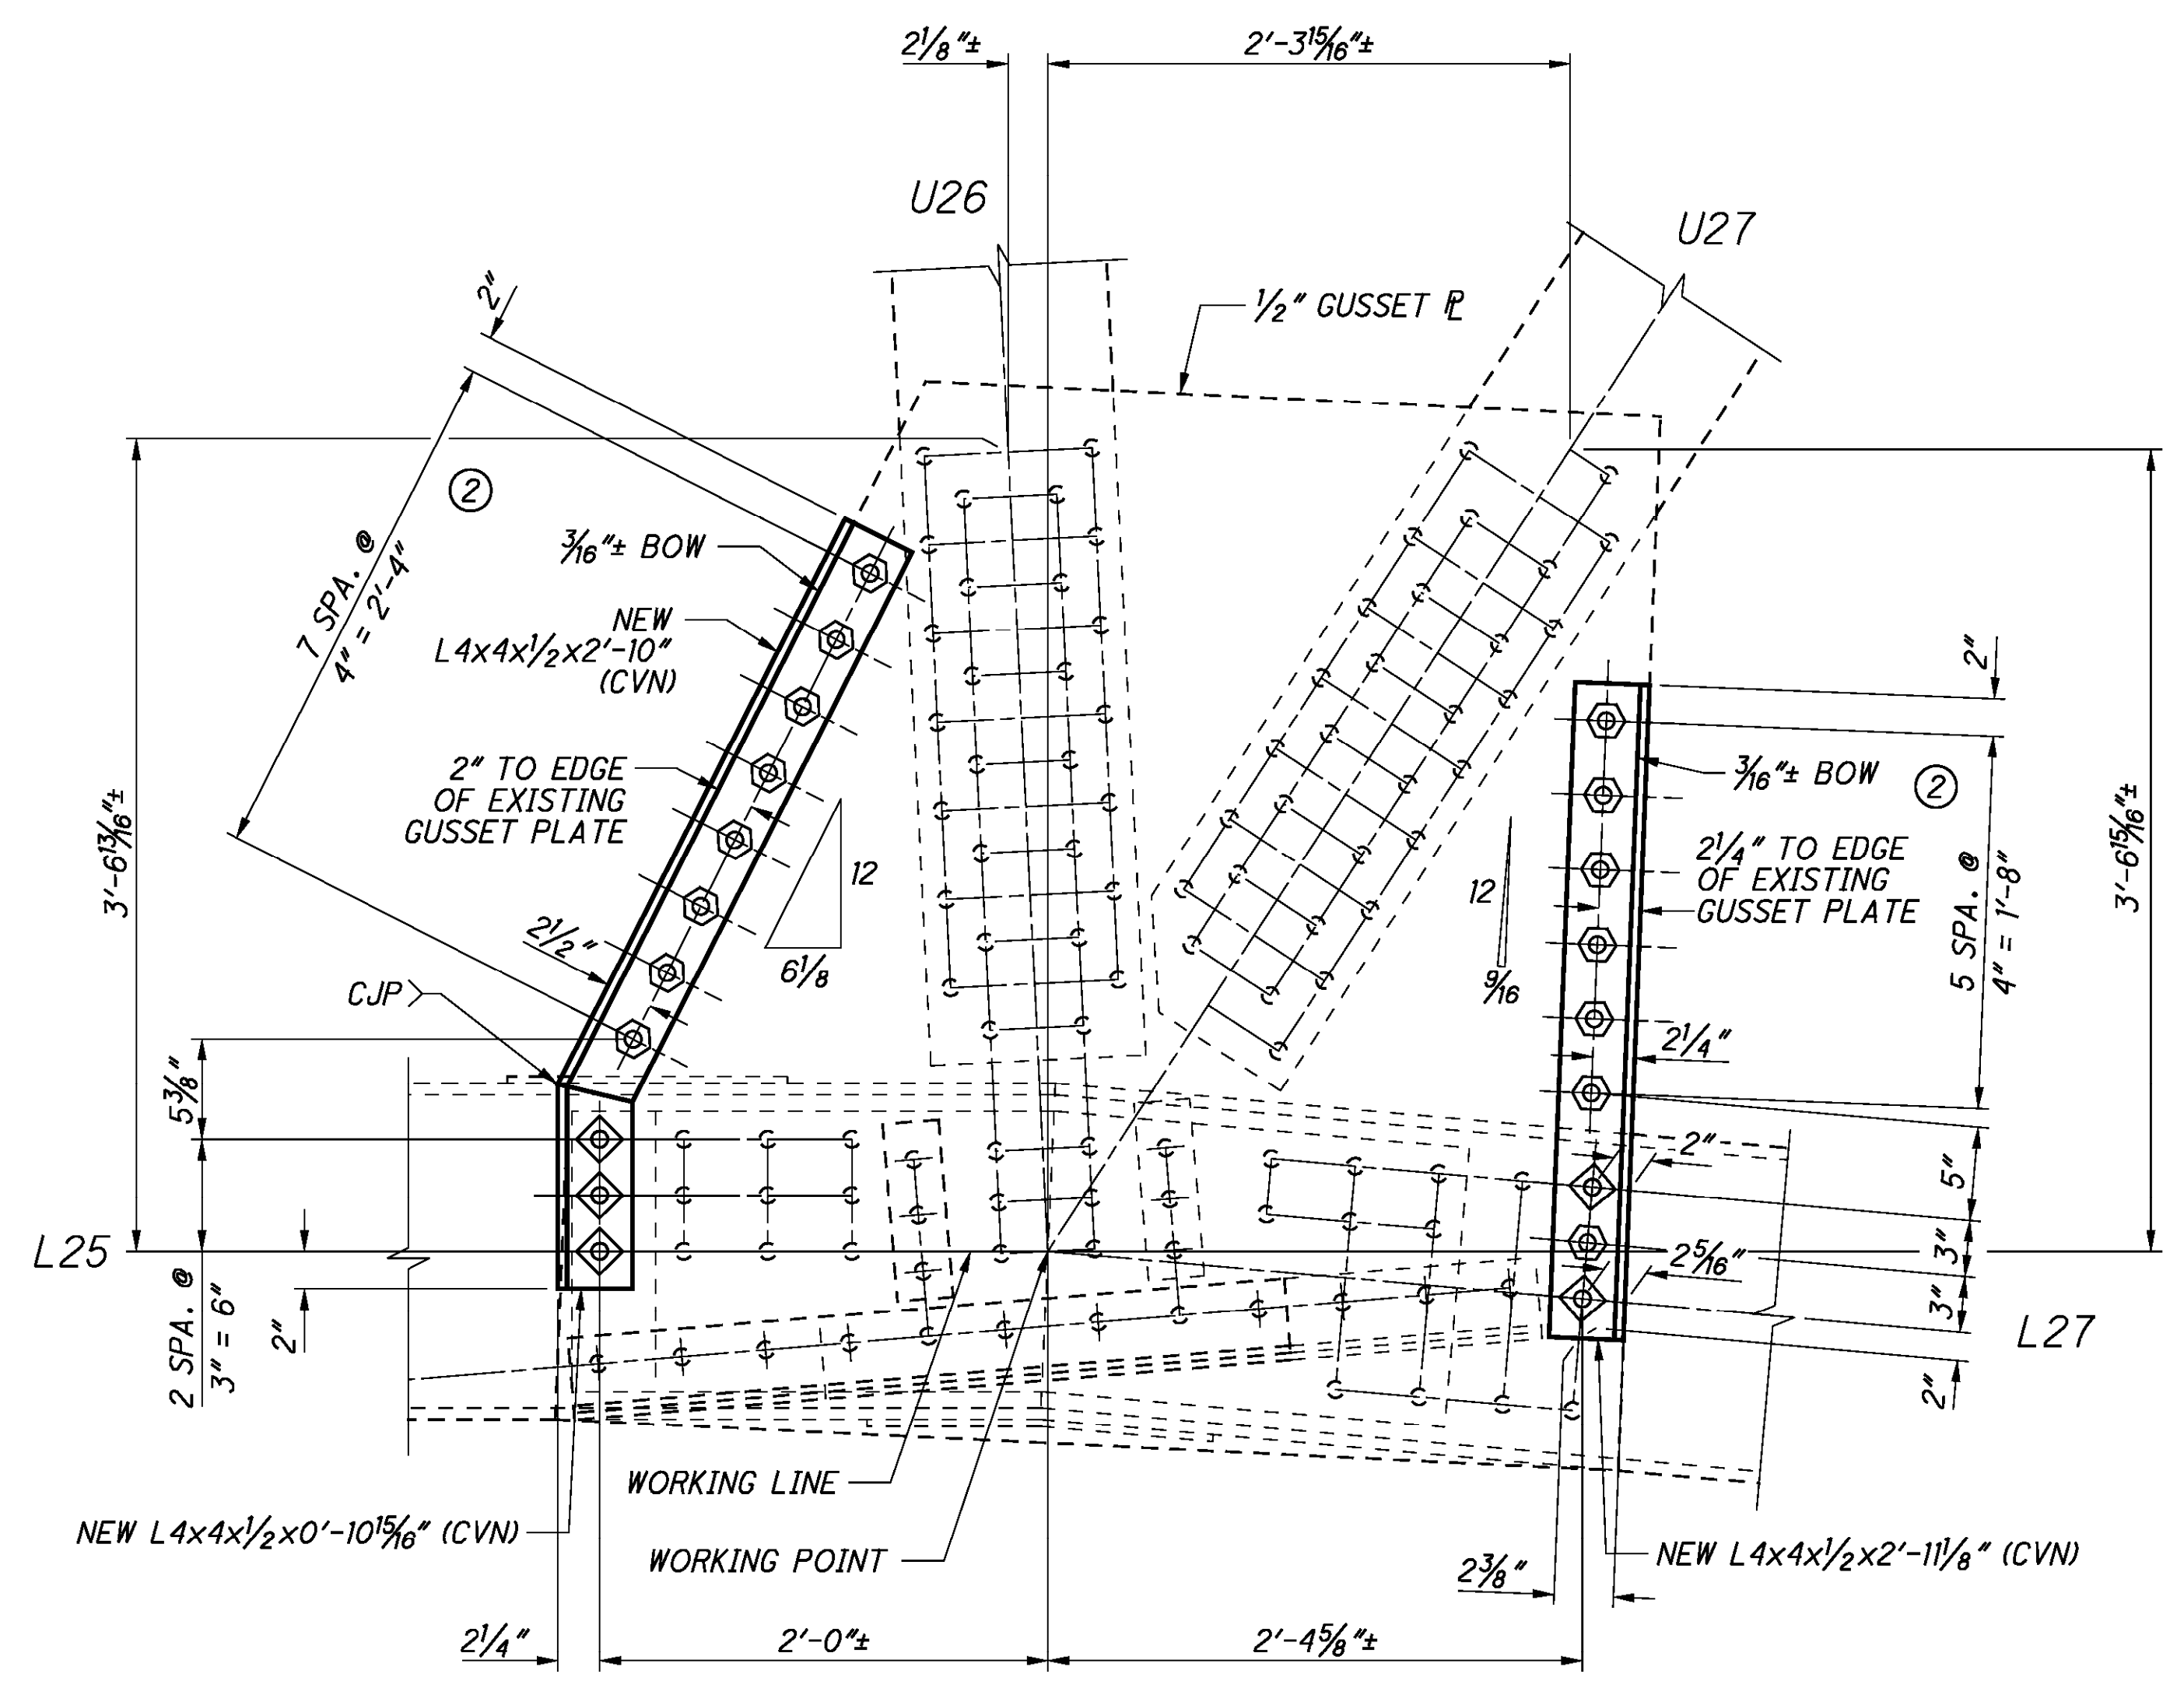 2 1/8"±
2'-3 15/16"±
U26
U27
2"
1/2" GUSSET ℄
2
7 SPA. @
4" = 2'-4"
3/16"± BOW
NEW
L4x4x1/2x2'-10"
(CVN)
2" TO EDGE
OF EXISTING
GUSSET PLATE
3'-6 13/16"±
12
6 1/8
2 1/2"
CJP
5 3/8"
L25
2 SPA. @
3" = 6"
2"
2"
3/16"± BOW
2
2 1/4" TO EDGE
OF EXISTING
GUSSET PLATE
12
9/16
5 SPA. @
4" = 1'-8"
3'-6 15/16"±
2 1/4"
2"
5"
2 5/16"
3"
3"
2"
L27
WORKING LINE
NEW L4x4x1/2x0'-10 15/16" (CVN)
WORKING POINT
NEW L4x4x1/2x2'-11 1/8" (CVN)
2 3/8"
2 1/4"
2'-0"±
2'-4 5/8"±